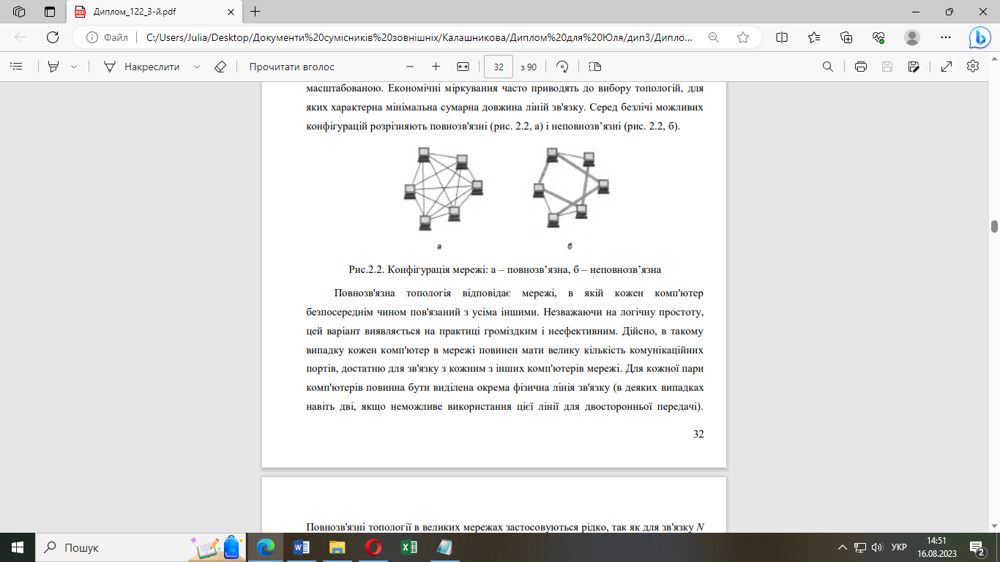 Диплом_122_3-й.pdf
Файл
C:/Users/Julia/Desktop/Документи%20сумісників%20зовнішніх/Калашникова/Диплом%20для%20Юля/дип3/Дипло...
Накреслити
Прочитати вголос
32
з 90
масштабованою. Економічні міркування часто приводять до вибору топологій, для
яких характерна мінімальна сумарна довжина ліній зв'язку. Серед безлічі можливих
конфігурацій розрізняють повнозв'язні (рис. 2.2, а) і неповнозв’язні (рис. 2.2, б).
а
б
Рис.2.2. Конфігурація мережі: а – повнозв’язна, б – неповнозв’язна
Повнозв'язна топологія відповідає мережі, в якій кожен комп'ютер
безпосереднім чином пов'язаний з усіма іншими. Незважаючи на логічну простоту,
цей варіант виявляється на практиці громіздким і неефективним. Дійсно, в такому
випадку кожен комп'ютер в мережі повинен мати велику кількість комунікаційних
портів, достатню для зв'язку з кожним з інших комп'ютерів мережі. Для кожної пари
комп'ютерів повинна бути виділена окрема фізична лінія зв'язку (в деяких випадках
навіть дві, якщо неможливе використання цієї лінії для двосторонньої передачі).
32
Повнозв'язні топології в великих мережах застосовуються рідко, так як для зв'язку N
Пошук
УКР
14:51
16.08.2023
2